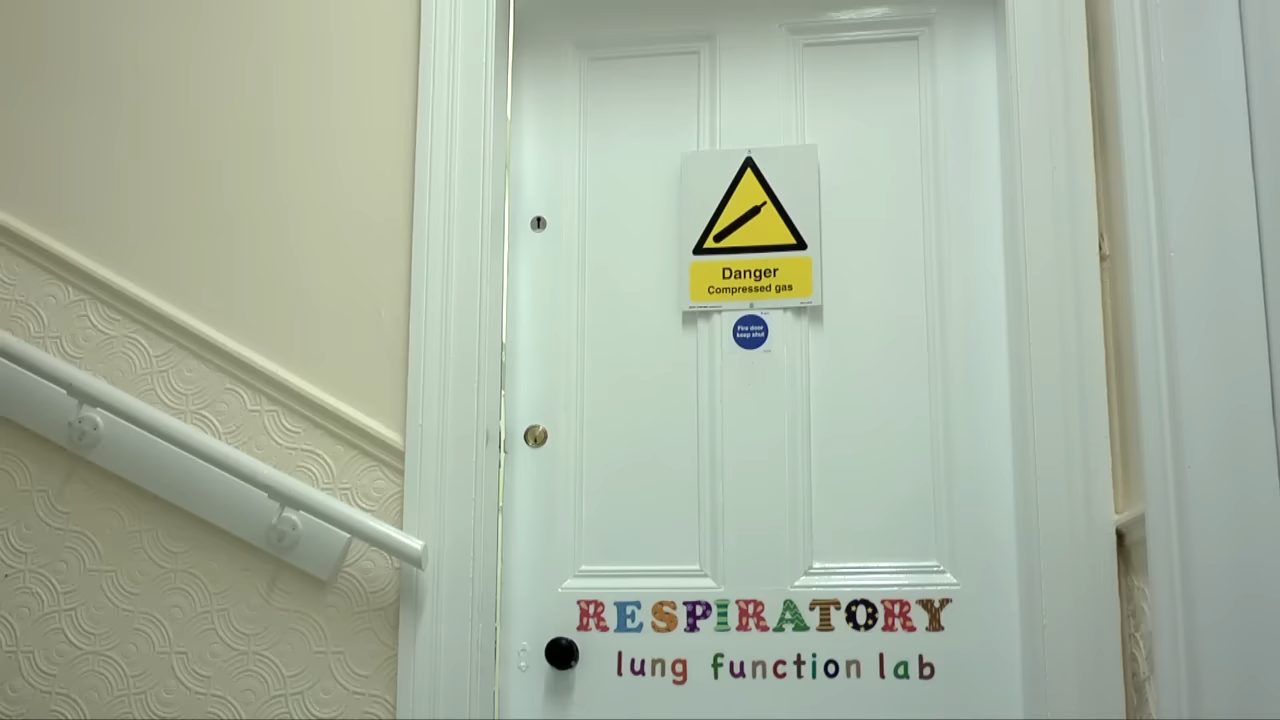 Danger
Compressed gas
Fire door
keep shut
RESPIRATORY
lung function lab